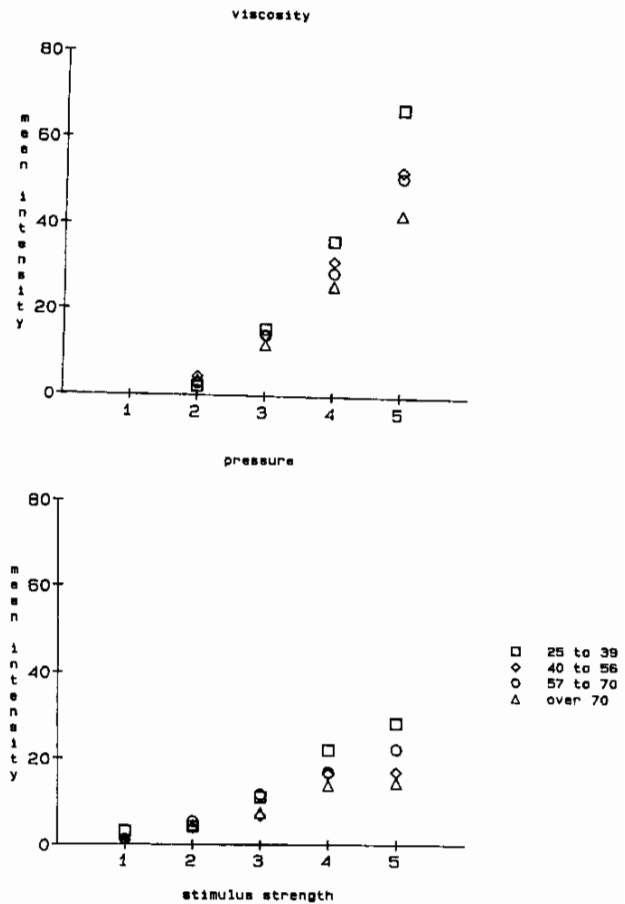 viscosity
80
60
40
20
0
mean intensity
1 2 3 4 5
pressure
80
60
40
20
0
mean intensity
1 2 3 4 5
stimulus strength
25 to 39
40 to 56
57 to 70
over 70